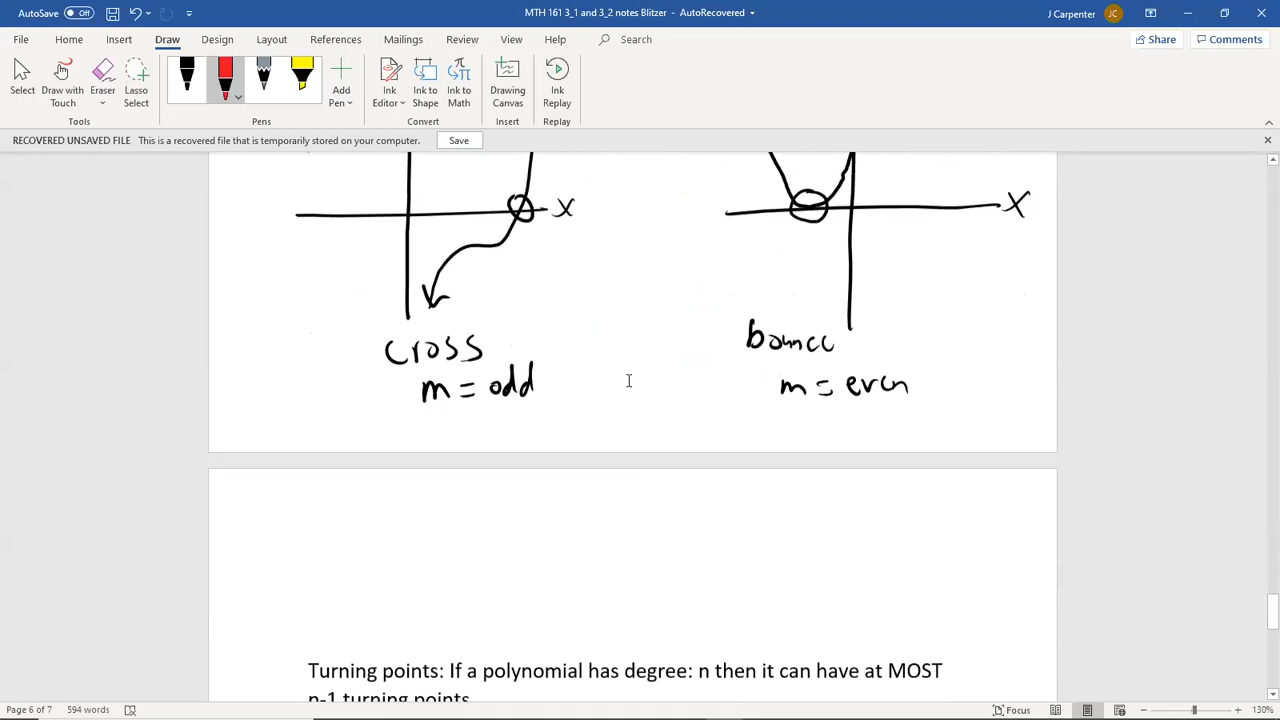 AutoSave Off MTH 161 3_1 and 3_2 notes Blitzer - AutoRecovered J Carpenter JC
File Home Insert Draw Design Layout References Mailings Review View Help Search Share Comments
Select Draw with Touch Eraser Lasso Select Add Pen Ink Editor Ink to Shape Ink to Math Drawing Canvas Ink Replay
Tools Pens Convert Insert Replay
RECOVERED UNSAVED FILE This is a recovered file that is temporarily stored on your computer. Save
X X
cross bounce
m = odd m = even
Turning points: If a polynomial has degree: n then it can have at MOST
n-1 turning points
Page 6 of 7 594 words Focus 130%